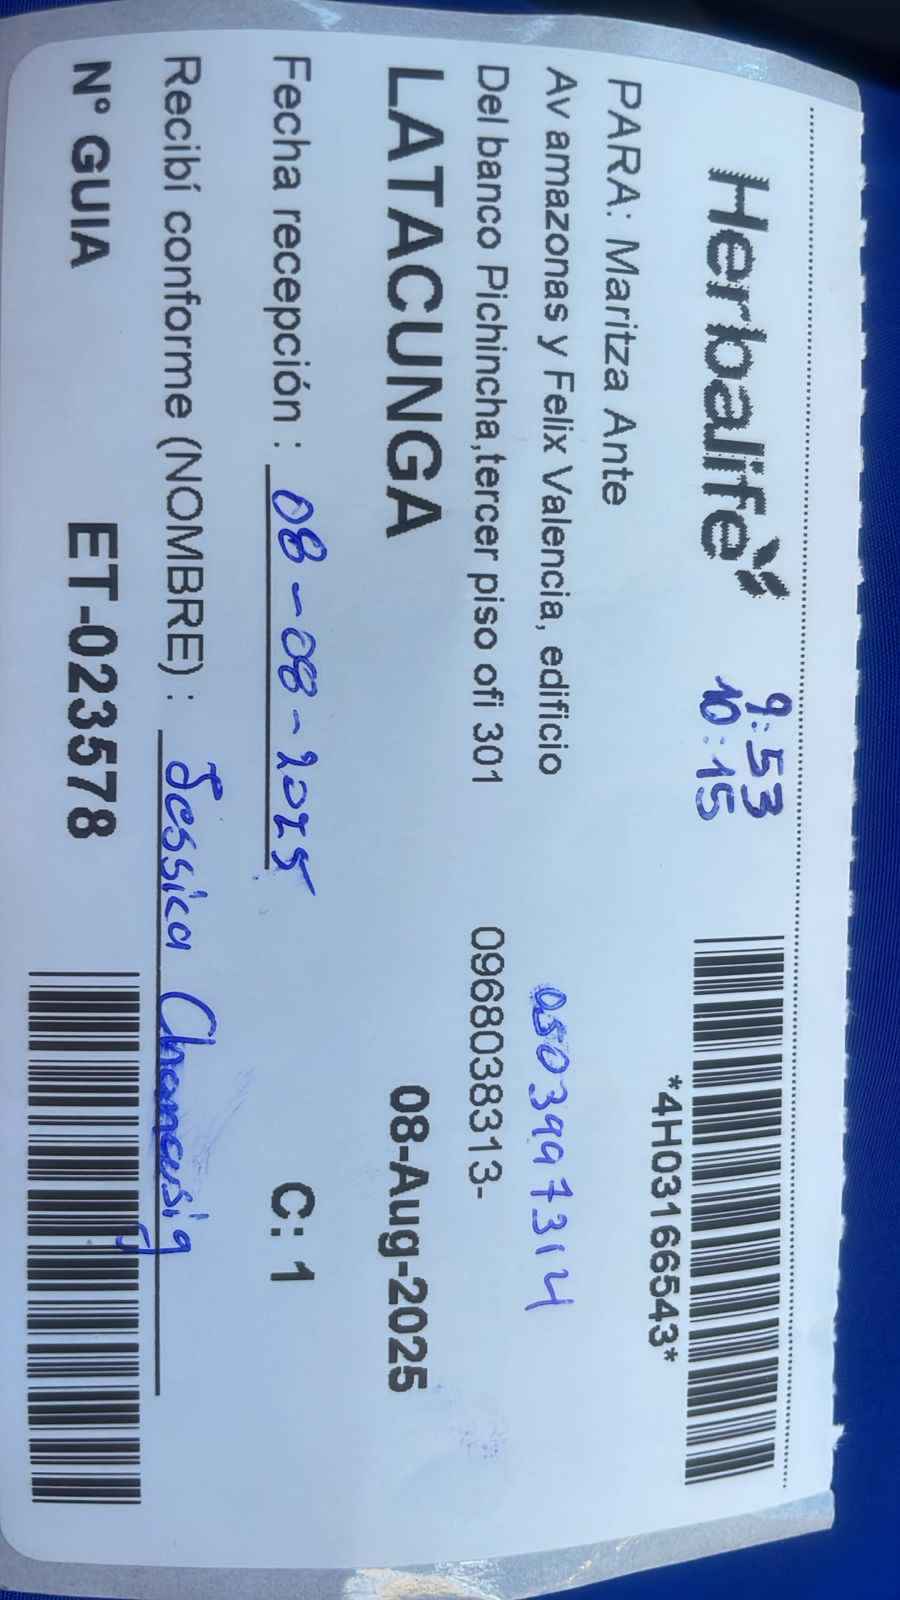 Herbalife
9:53
10:15
*4H03166543*
PARA: Maritza Ante
Av amazonas y Felix Valencia, edificio
0503997314
Del banco Pichincha,tercer piso ofi 301
0968038313-
LATACUNGA
08-Aug-2025
Fecha recepción : 08-08-2025
C: 1
Recibí conforme (NOMBRE) : Jessica Chancusig
N° GUIA
ET-023578